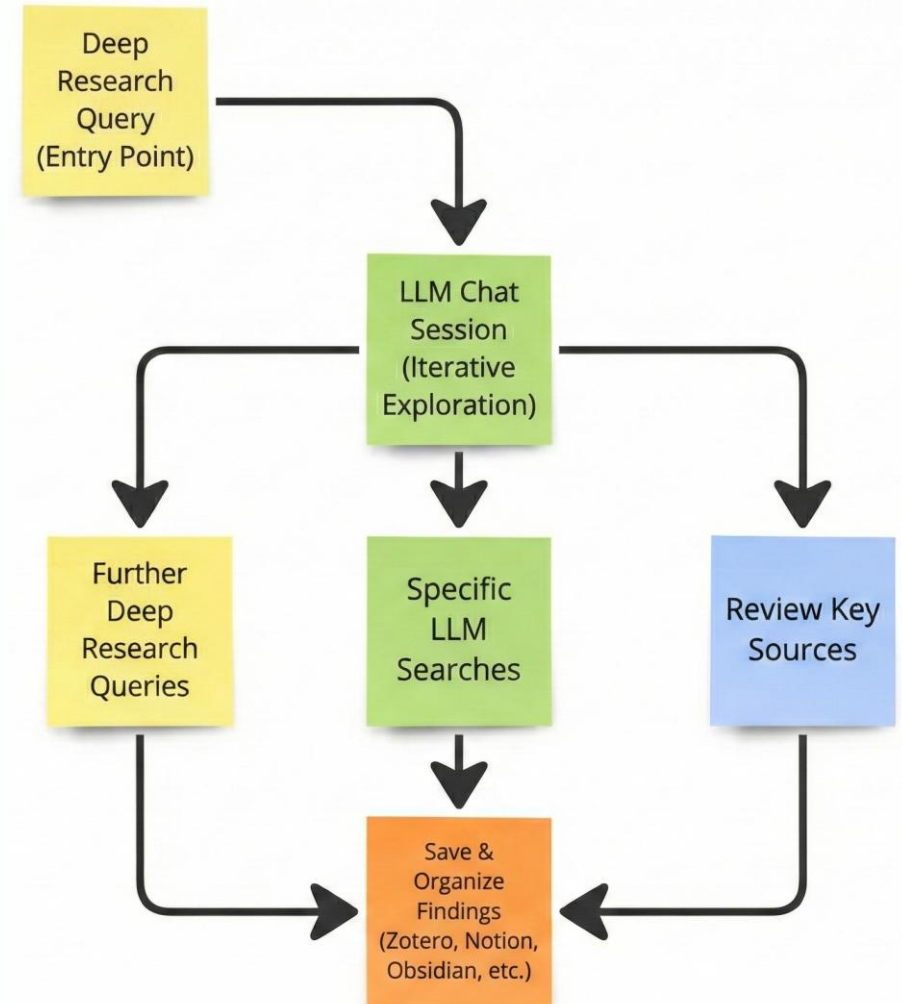 Deep
Research
Query
(Entry Point)
LLM Chat
Session
(Iterative
Exploration)
Further
Deep
Research
Queries
Specific
LLM
Searches
Review Key
Sources
Save &
Organize
Findings
(Zotero, Notion,
Obsidian, etc.)